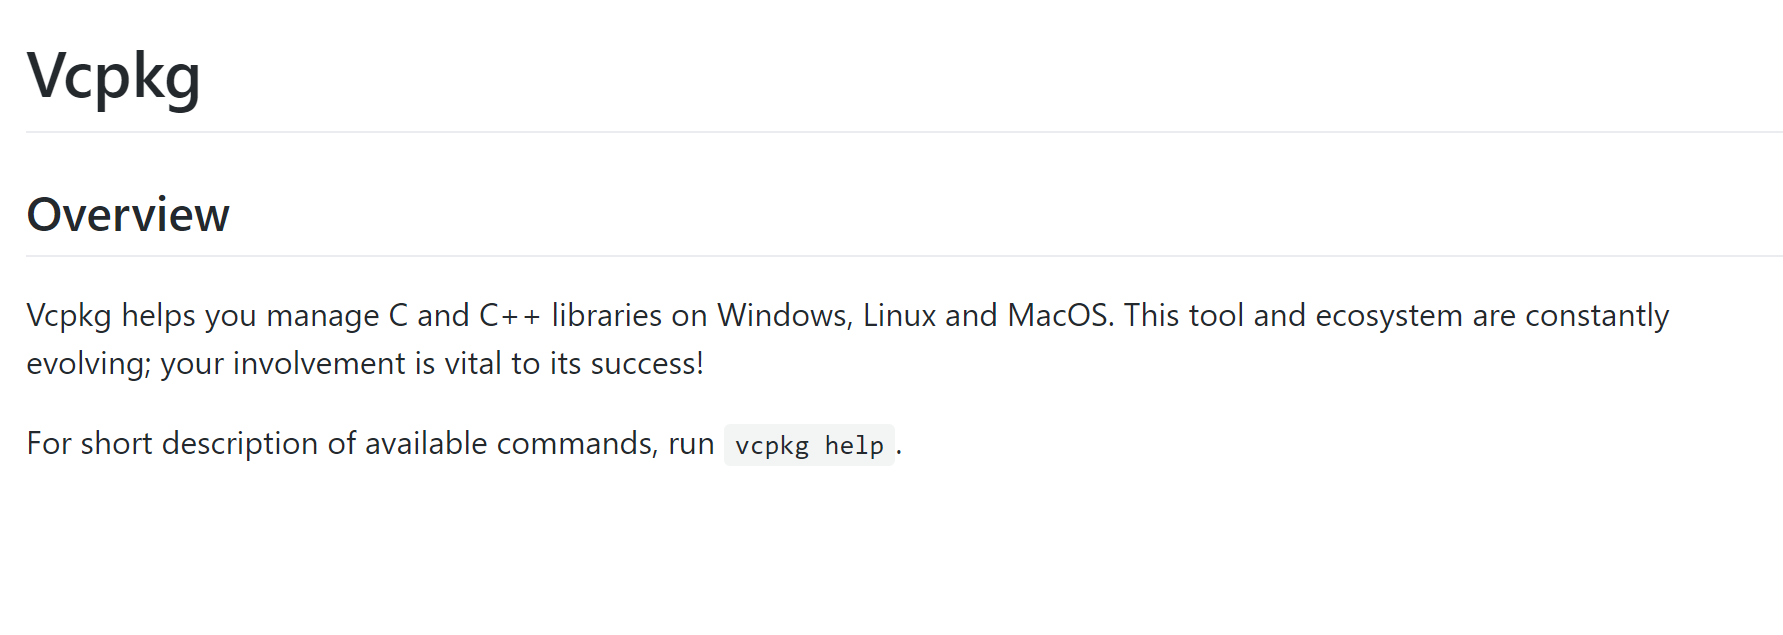 Vcpkg
Overview
Vcpkg helps you manage C and C++ libraries on Windows, Linux and MacOS. This tool and ecosystem are constantly
evolving; your involvement is vital to its success!
For short description of available commands, run vcpkg help.